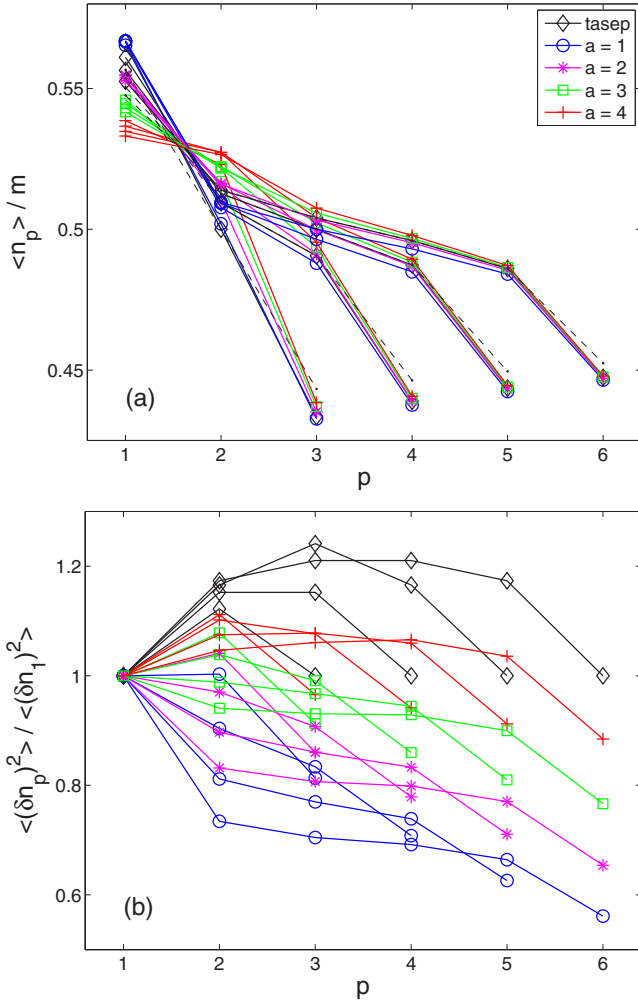 0.55
0.5
0.45
<n_p> / m
tasep
a = 1
a = 2
a = 3
a = 4
(a)
1 2 3 4 5 6
p
1.2
1
0.8
0.6
<(δn_p)^2> / <(δn_1)^2>
(b)
1 2 3 4 5 6
p